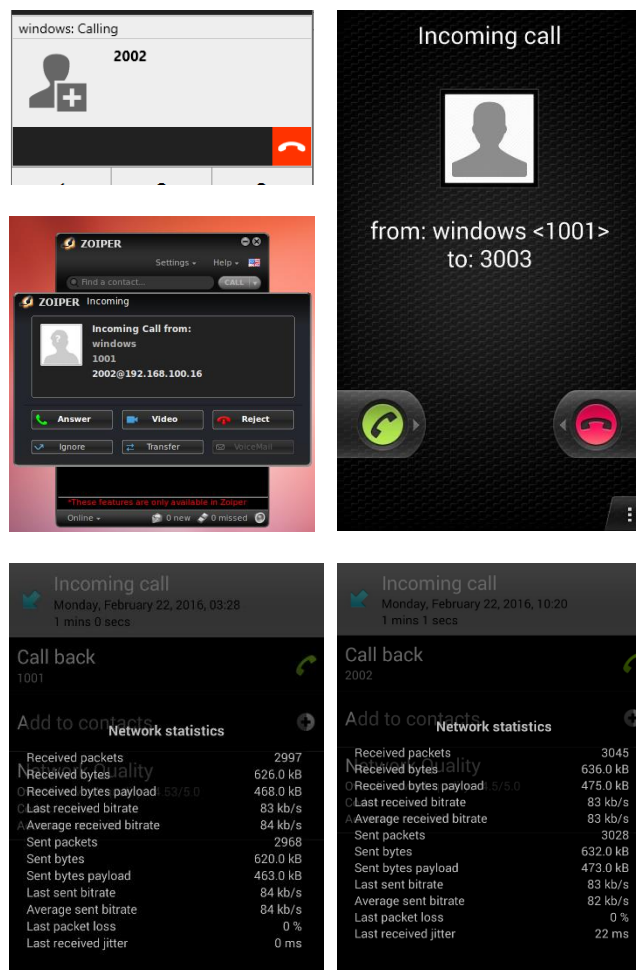 windows: Calling
2002
Incoming call
from: windows <1001>
to: 3003
ZOIPER
Settings
Help
Find a contact...
CALL
ZOIPER Incoming
Incoming Call from:
windows
1001
2002@192.168.100.16
Answer
Video
Reject
Ignore
Transfer
VoiceMail
*These features are only available in Zoiper
Online
0 new
0 missed
Incoming call
Monday, February 22, 2016, 03:28
1 mins 0 secs
Call back
1001
Add to contacts
Network statistics
Network Quality
Received packets 2997
Received bytes 626.0 kB
Received bytes payload 468.0 kB
4.53/5.0
Last received bitrate 83 kb/s
Average received bitrate 84 kb/s
Sent packets 2968
Sent bytes 620.0 kB
Sent bytes payload 463.0 kB
Last sent bitrate 84 kb/s
Average sent bitrate 84 kb/s
Last packet loss 0 %
Last received jitter 0 ms
Incoming call
Monday, February 22, 2016, 10:20
1 mins 1 secs
Call back
2002
Add to contacts
Network statistics
Network Quality
Received packets 3045
Received bytes 636.0 kB
Received bytes payload 475.0 kB
Last received bitrate 83 kb/s
Average received bitrate 83 kb/s
Sent packets 3028
Sent bytes 632.0 kB
Sent bytes payload 473.0 kB
Last sent bitrate 83 kb/s
Average sent bitrate 82 kb/s
Last packet loss 0 %
Last received jitter 22 ms